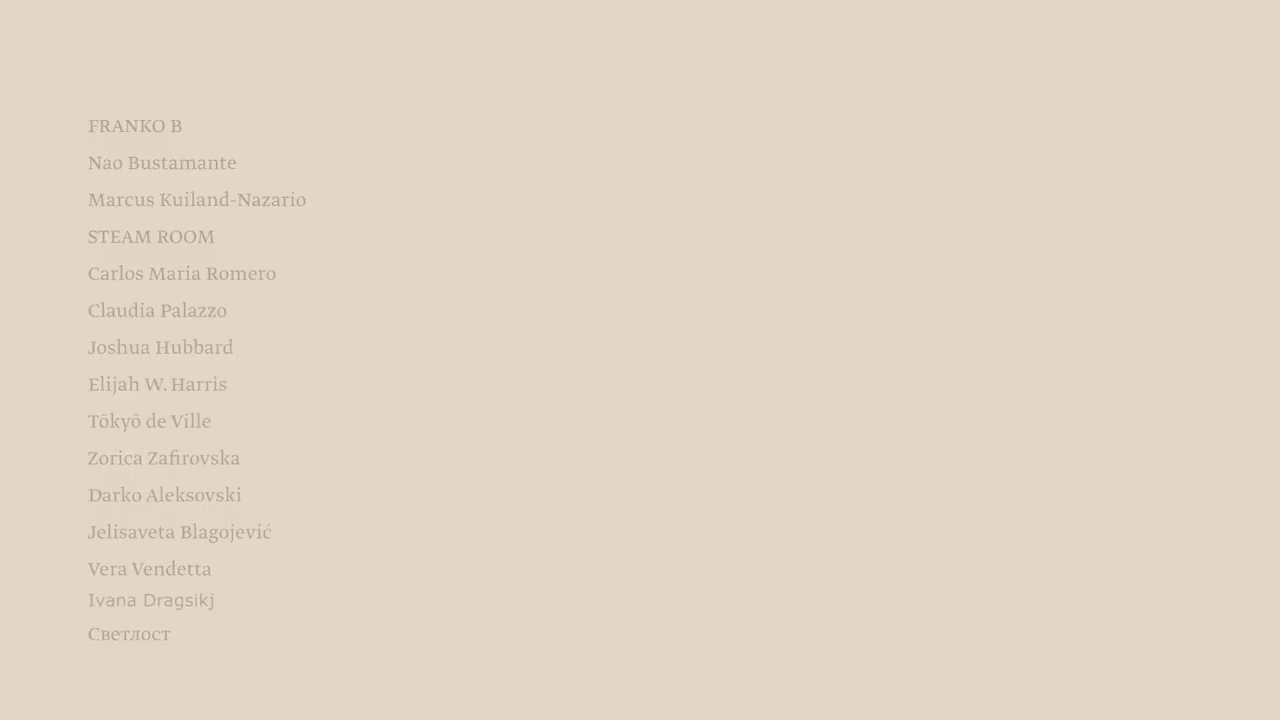 FRANKO B
Nao Bustamante
Marcus Kuiland-Nazario
STEAM ROOM
Carlos Maria Romero
Claudia Palazzo
Joshua Hubbard
Elijah W. Harris
Tōkyō de Ville
Zorica Zafirovska
Darko Aleksovski
Jelisaveta Blagojević
Vera Vendetta
Ivana Dragsikj
Светлост